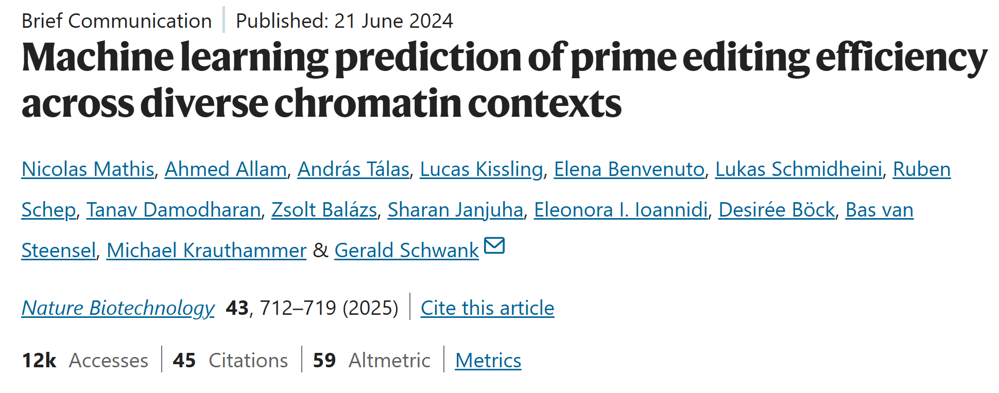 Brief Communication | Published: 21 June 2024
Machine learning prediction of prime editing efficiency
across diverse chromatin contexts
Nicolas Mathis, Ahmed Allam, András Tálas, Lucas Kissling, Elena Benvenuto, Lukas Schmidheini, Ruben
Schep, Tanav Damodharan, Zsolt Balázs, Sharan Janjuha, Eleonora I. Ioannidi, Desirée Böck, Bas van
Steensel, Michael Krauthammer & Gerald Schwank
Nature Biotechnology 43, 712–719 (2025) | Cite this article
12k Accesses | 45 Citations | 59 Altmetric | Metrics